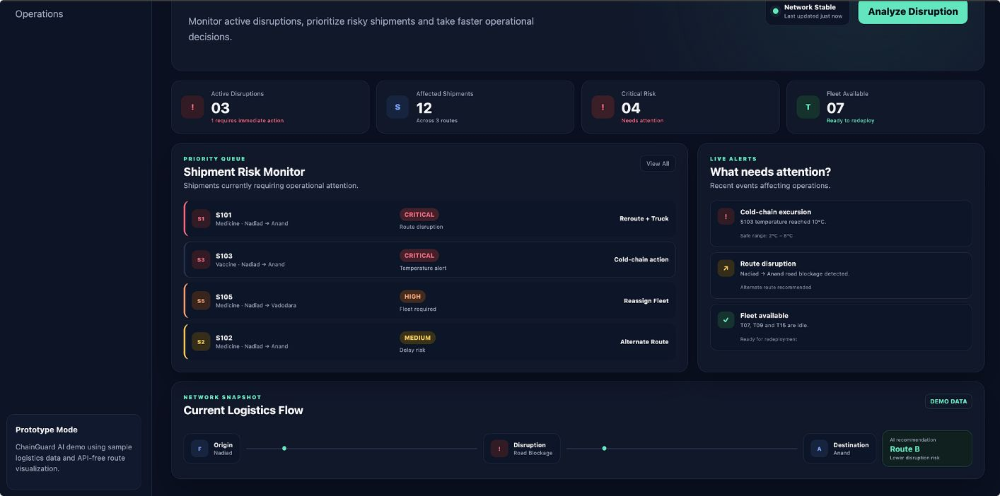 Operations
Monitor active disruptions, prioritize risky shipments and take faster operational
decisions.
Network Stable
Last updated just now
Analyze Disruption
!
Active Disruptions
03
1 requires immediate action
S
Affected Shipments
12
Across 3 routes
!
Critical Risk
04
Needs attention
T
Fleet Available
07
Ready to redeploy
PRIORITY QUEUE
Shipment Risk Monitor
Shipments currently requiring operational attention.
View All
S1
S101
Medicine · Nadiad → Anand
CRITICAL
Route disruption
Reroute + Truck
S3
S103
Vaccine · Nadiad → Anand
CRITICAL
Temperature alert
Cold-chain action
S5
S105
Medicine · Nadiad → Vadodara
HIGH
Fleet required
Reassign Fleet
S2
S102
Medicine · Nadiad → Anand
MEDIUM
Delay risk
Alternate Route
LIVE ALERTS
What needs attention?
Recent events affecting operations.
!
Cold-chain excursion
S103 temperature reached 10°C.
Safe range: 2°C – 8°C
Route disruption
Nadiad → Anand road blockage detected.
Alternate route recommended
Fleet available
T07, T09 and T15 are idle.
Ready for redeployment
NETWORK SNAPSHOT
Current Logistics Flow
DEMO DATA
F
Origin
Nadiad
!
Disruption
Road Blockage
A
Destination
Anand
AI recommendation
Route B
Lower disruption risk
Prototype Mode
ChainGuard AI demo using sample
logistics data and API-free route
visualization.